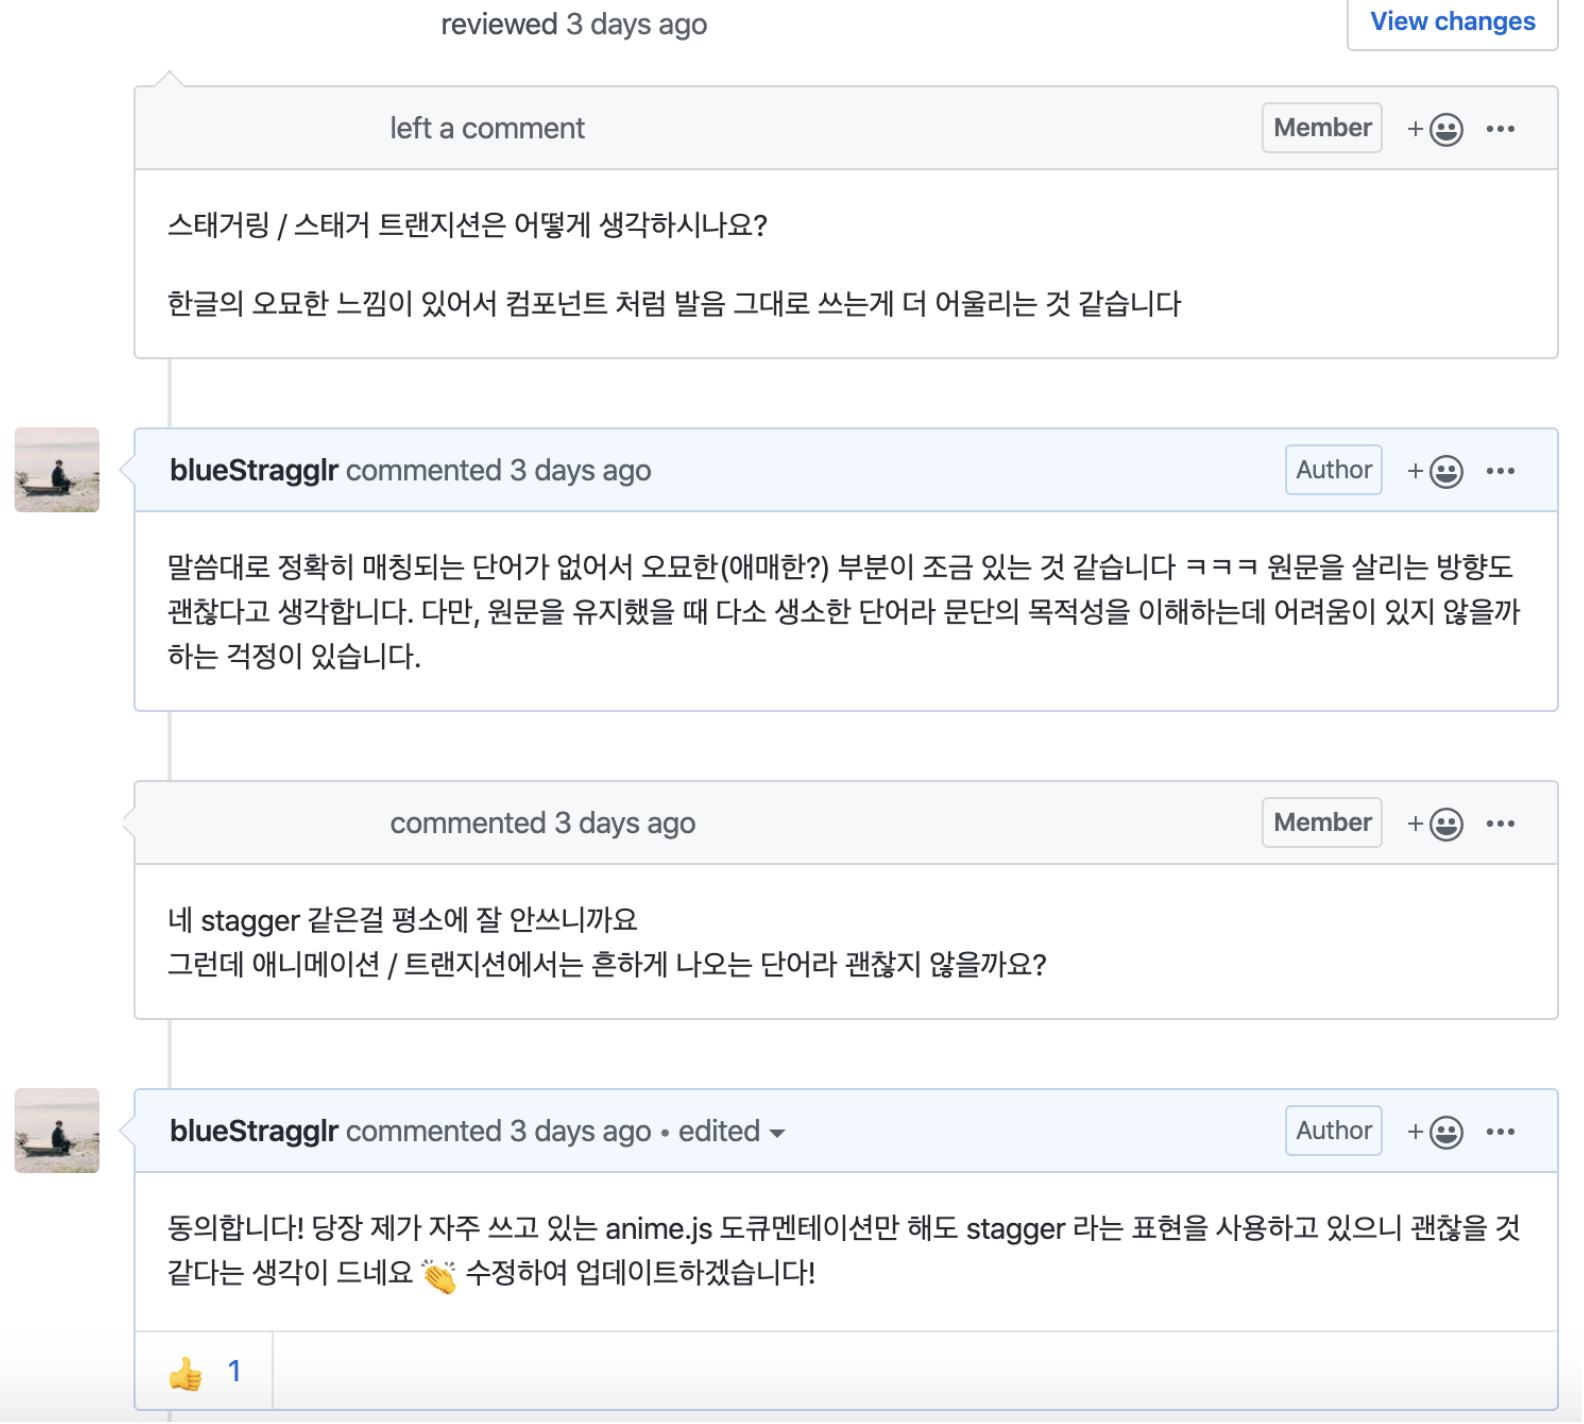 reviewed 3 days ago
View changes
left a comment
Member
스태거링 / 스태거 트랜지션은 어떻게 생각하시나요?
한글의 오묘한 느낌이 있어서 컴포넌트 처럼 발음 그대로 쓰는게 더 어울리는 것 같습니다
blueStragglr commented 3 days ago
Author
말씀대로 정확히 매칭되는 단어가 없어서 오묘한(애매한?) 부분이 조금 있는 것 같습니다 ㅋㅋㅋ 원문을 살리는 방향도
괜찮다고 생각합니다. 다만, 원문을 유지했을 때 다소 생소한 단어라 문단의 목적성을 이해하는데 어려움이 있지 않을까
하는 걱정이 있습니다.
commented 3 days ago
Member
네 stagger 같은걸 평소에 잘 안쓰니까요
그런데 애니메이션 / 트랜지션에서는 흔하게 나오는 단어라 괜찮지 않을까요?
blueStragglr commented 3 days ago • edited
Author
동의합니다! 당장 제가 자주 쓰고 있는 anime.js 도큐멘테이션만 해도 stagger 라는 표현을 사용하고 있으니 괜찮을 것
같다는 생각이 드네요 👏 수정하여 업데이트하겠습니다!
👍 1